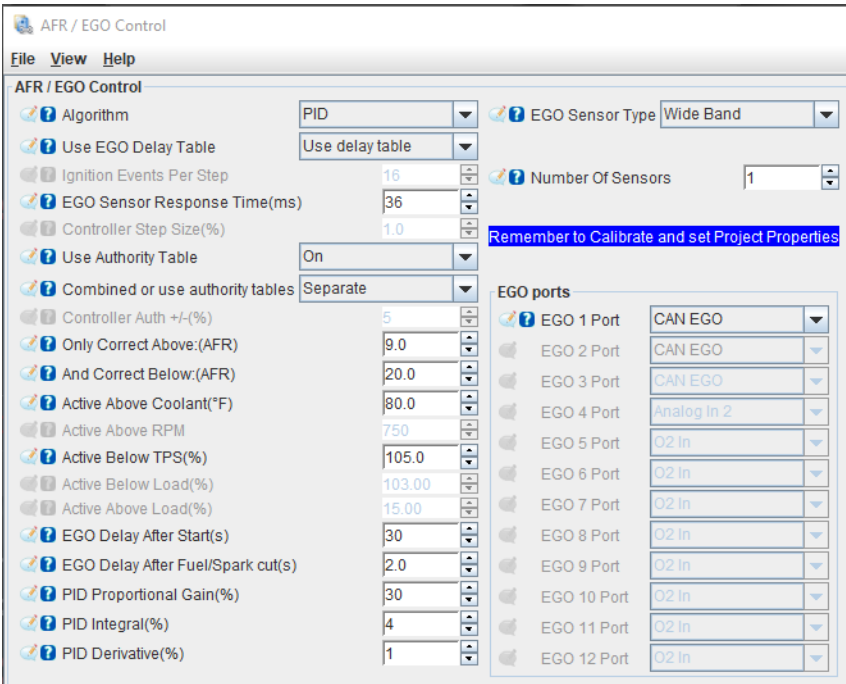 AFR / EGO Control
File View Help
AFR / EGO Control
Algorithm PID
Use EGO Delay Table Use delay table
Ignition Events Per Step 16
EGO Sensor Response Time(ms) 36
Controller Step Size(%) 1.0
Use Authority Table On
Combined or use authority tables Separate
Controller Auth +/-(%) 5
Only Correct Above:(AFR) 9.0
And Correct Below:(AFR) 20.0
Active Above Coolant(°F) 80.0
Active Above RPM 750
Active Below TPS(%) 105.0
Active Below Load(%) 103.00
Active Above Load(%) 15.00
EGO Delay After Start(s) 30
EGO Delay After Fuel/Spark cut(s) 2.0
PID Proportional Gain(%) 30
PID Integral(%) 4
PID Derivative(%) 1
EGO Sensor Type Wide Band
Number Of Sensors 1
Remember to Calibrate and set Project Properties
EGO ports
EGO 1 Port CAN EGO
EGO 2 Port CAN EGO
EGO 3 Port CAN EGO
EGO 4 Port Analog In 2
EGO 5 Port O2 In
EGO 6 Port O2 In
EGO 7 Port O2 In
EGO 8 Port O2 In
EGO 9 Port O2 In
EGO 10 Port O2 In
EGO 11 Port O2 In
EGO 12 Port O2 In